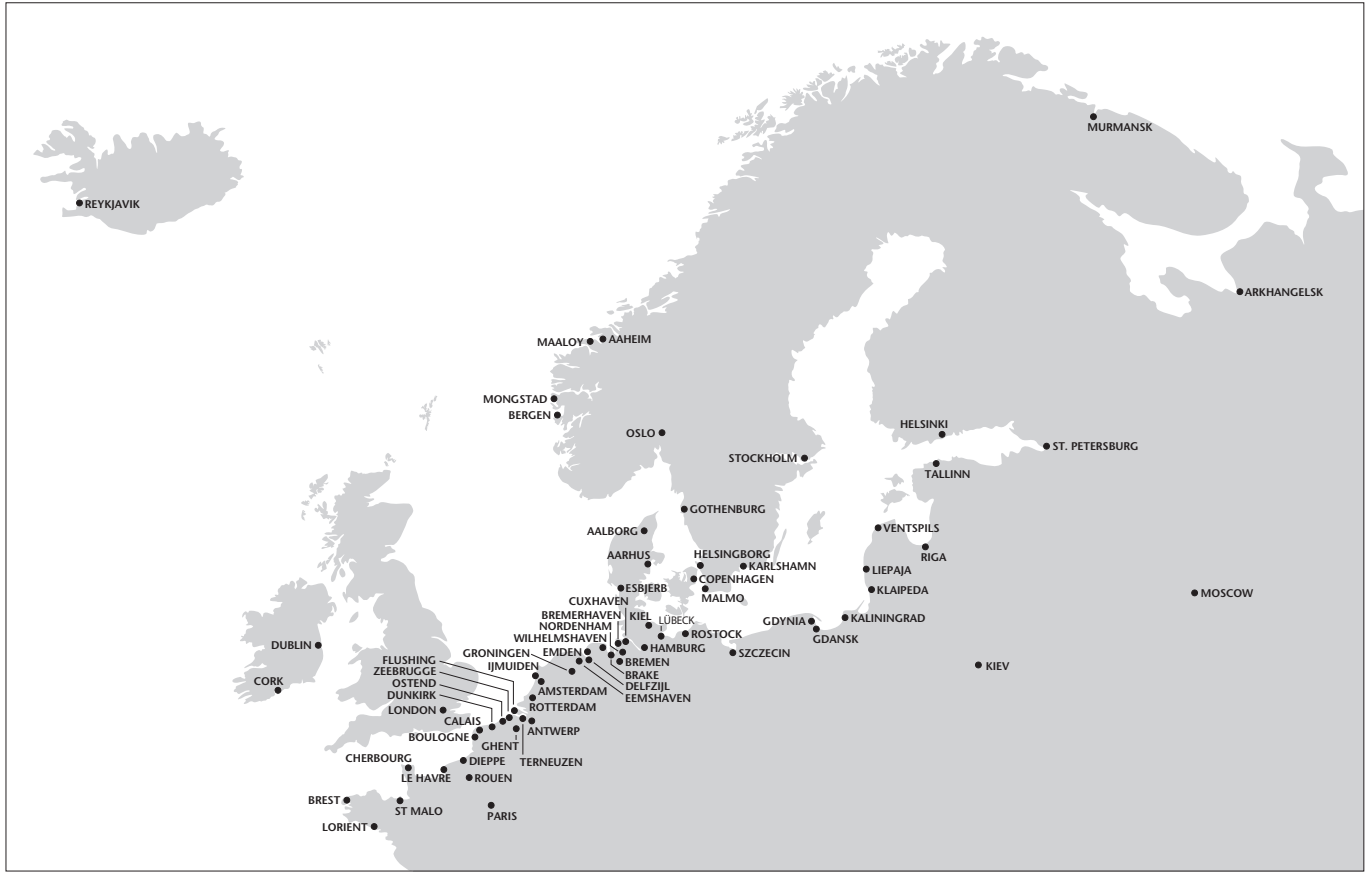 MURMANSK
REYKJAVIK
ARKHANGELSK
MAALOY
AAHEIM
MONGSTAD
BERGEN
OSLO
HELSINKI
ST. PETERSBURG
STOCKHOLM
TALLINN
GOTHENBURG
VENTSPILS
AALBORG
RIGA
AARHUS
HELSINGBORG
KARLSHAMN
LIEPAJA
COPENHAGEN
ESBJERB
KLAIPEDA
MOSCOW
MALMO
CUXHAVEN
BREMERHAVEN
KIEL
LÜBECK
GDYNIA
KALININGRAD
NORDENHAM
ROSTOCK
GDANSK
WILHELMSHAVEN
DUBLIN
HAMBURG
GRONINGEN
EMDEN
SZCZECIN
FLUSHING
IJMUIDEN
BREMEN
KIEV
ZEEBRUGGE
BRAKE
CORK
OSTEND
DELFZIJL
AMSTERDAM
DUNKIRK
EEMSHAVEN
LONDON
ROTTERDAM
CALAIS
ANTWERP
BOULOGNE
GHENT
CHERBOURG
DIEPPE
TERNEUZEN
LE HAVRE
ROUEN
BREST
ST MALO
PARIS
LORIENT